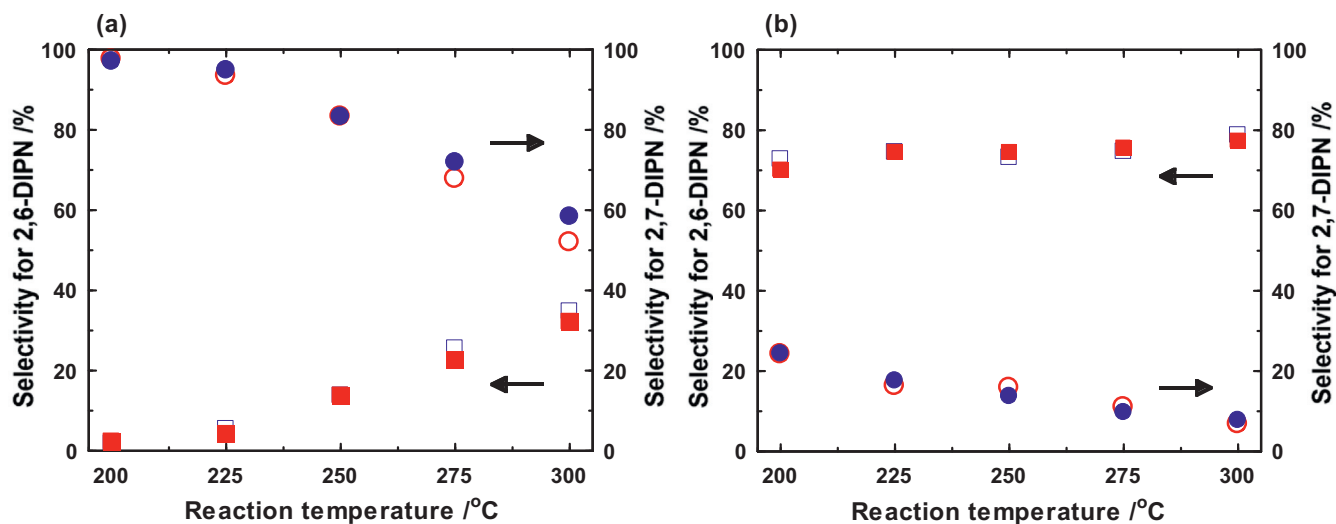 (a)
100
80
60
40
20
0
Selectivity for 2,6-DIPN /%
100
80
60
40
20
0
Selectivity for 2,7-DIPN /%
200 225 250 275 300
Reaction temperature /°C
(b)
100
80
60
40
20
0
Selectivity for 2,6-DIPN /%
100
80
60
40
20
0
Selectivity for 2,7-DIPN /%
200 225 250 275 300
Reaction temperature /°C